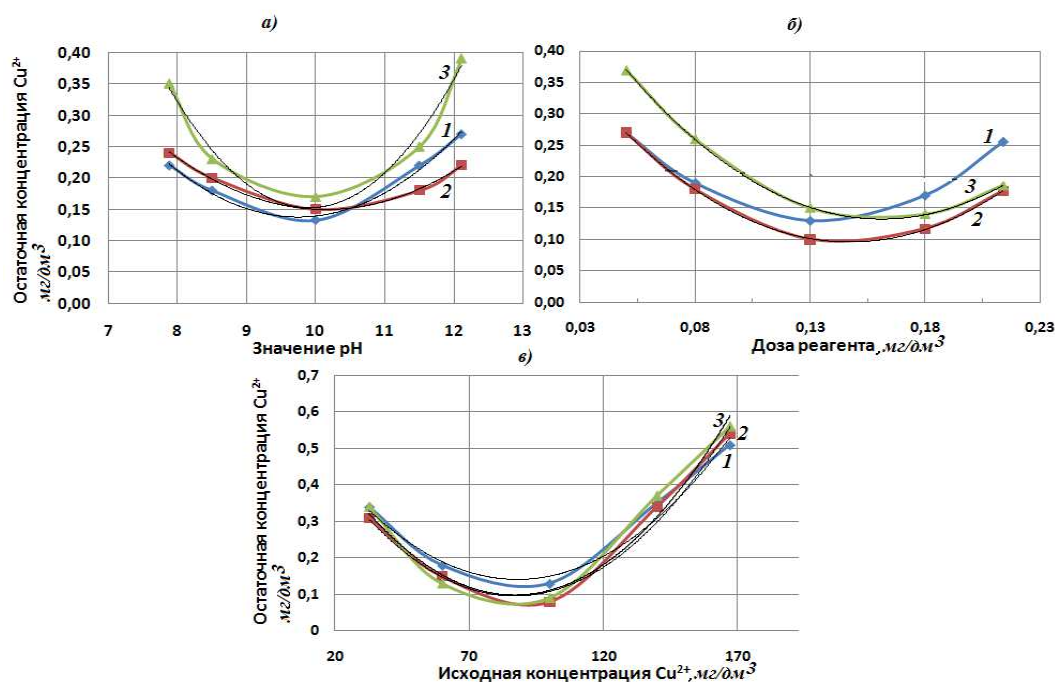 а)
Остаточная концентрация Cu²⁺
мг/дм³
0,40
0,35
0,30
0,25
0,20
0,15
0,10
0,05
0,00
7 8 9 10 11 12 13
Значение pH
3
1
2
б)
0,40
0,35
0,30
0,25
0,20
0,15
0,10
0,05
0,00
0,03 0,08 0,13 0,18 0,23
Доза реагента, мг/дм³
1
3
2
в)
Остаточная концентрация Cu²⁺
мг/дм³
0,7
0,6
0,5
0,4
0,3
0,2
0,1
0
20 70 120 170
Исходная концентрация Cu²⁺, мг/дм³
3
2
1